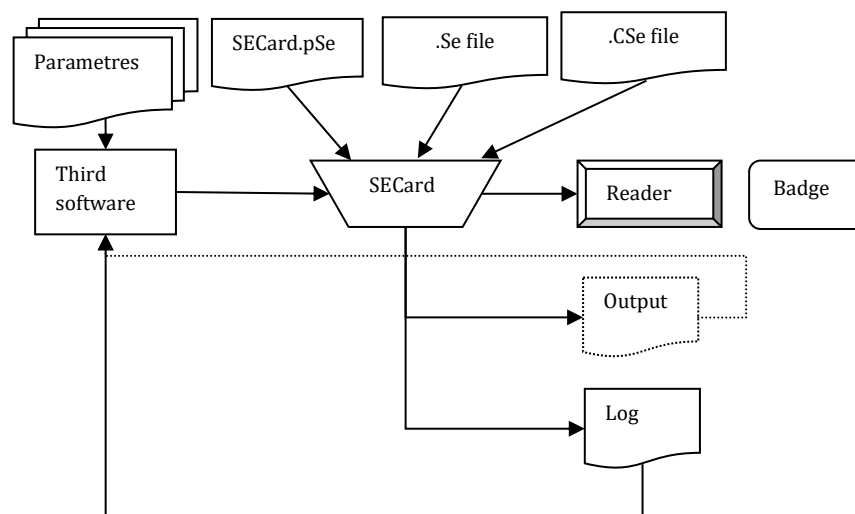 Parametres
SECard.pSe
.Se file
.CSe file
Third
software
SECard
Reader
Badge
Output
Log